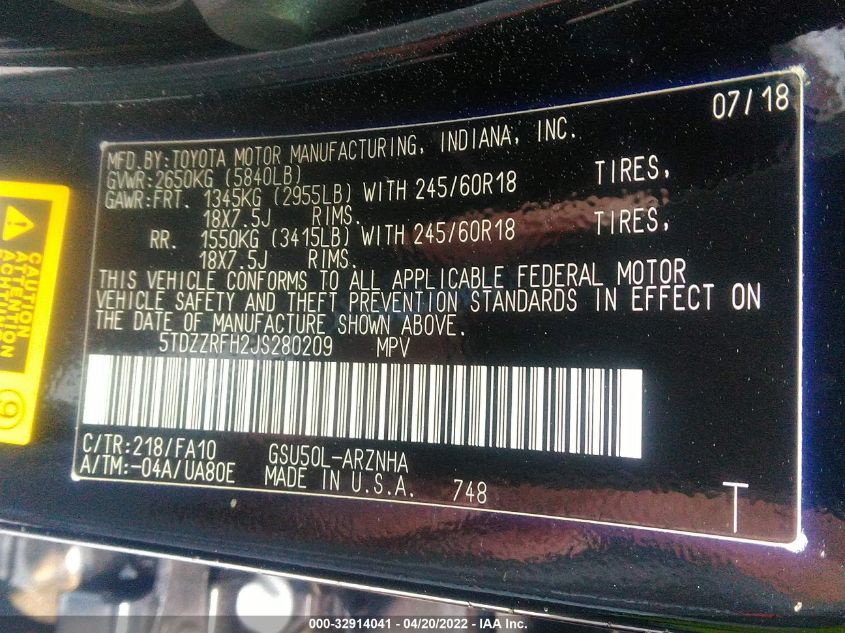 07/18
MFD.BY:TOYOTA MOTOR MANUFACTURING, INDIANA, INC.
GVWR:2650KG (5840LB)
GAWR:FRT. 1345KG (2955LB) WITH 245/60R18 TIRES,
18X7.5J RIMS.
RR. 1550KG (3415LB) WITH 245/60R18 TIRES,
18X7.5J RIMS.
THIS VEHICLE CONFORMS TO ALL APPLICABLE FEDERAL MOTOR
VEHICLE SAFETY AND THEFT PREVENTION STANDARDS IN EFFECT ON
THE DATE OF MANUFACTURE SHOWN ABOVE.
5TDZZRFH2JS280209 MPV
C/TR:218/FA10 GSU50L-ARZNHA
A/TM:-04A/UA80E MADE IN U.S.A. 748
T
CAUTION
ATTENTION
ACHTUNG
9
000-32914041 - 04/20/2022 - IAA Inc.